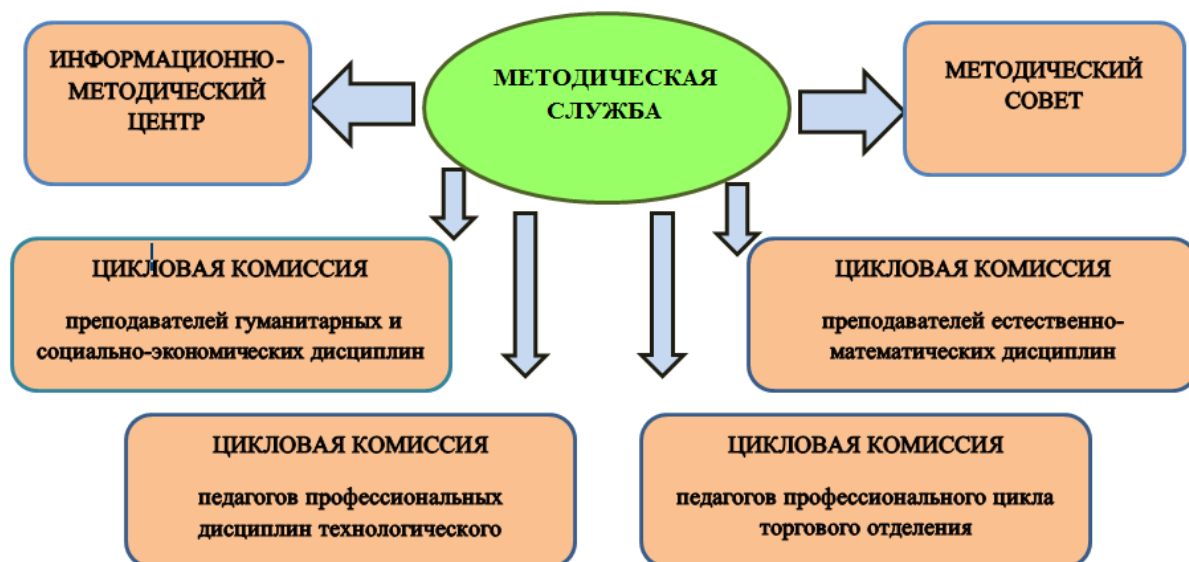 ИНФОРМАЦИОННО-
МЕТОДИЧЕСКИЙ
ЦЕНТР
МЕТОДИЧЕСКАЯ
СЛУЖБА
МЕТОДИЧЕСКИЙ
СОВЕТ
ЦИКЛОВАЯ КОМИССИЯ
преподавателей гуманитарных и
социально-экономических дисциплин
ЦИКЛОВАЯ КОМИССИЯ
преподавателей естественно-
математических дисциплин
ЦИКЛОВАЯ КОМИССИЯ
педагогов профессиональных
дисциплин технологического
ЦИКЛОВАЯ КОМИССИЯ
педагогов профессионального цикла
торгового отделения